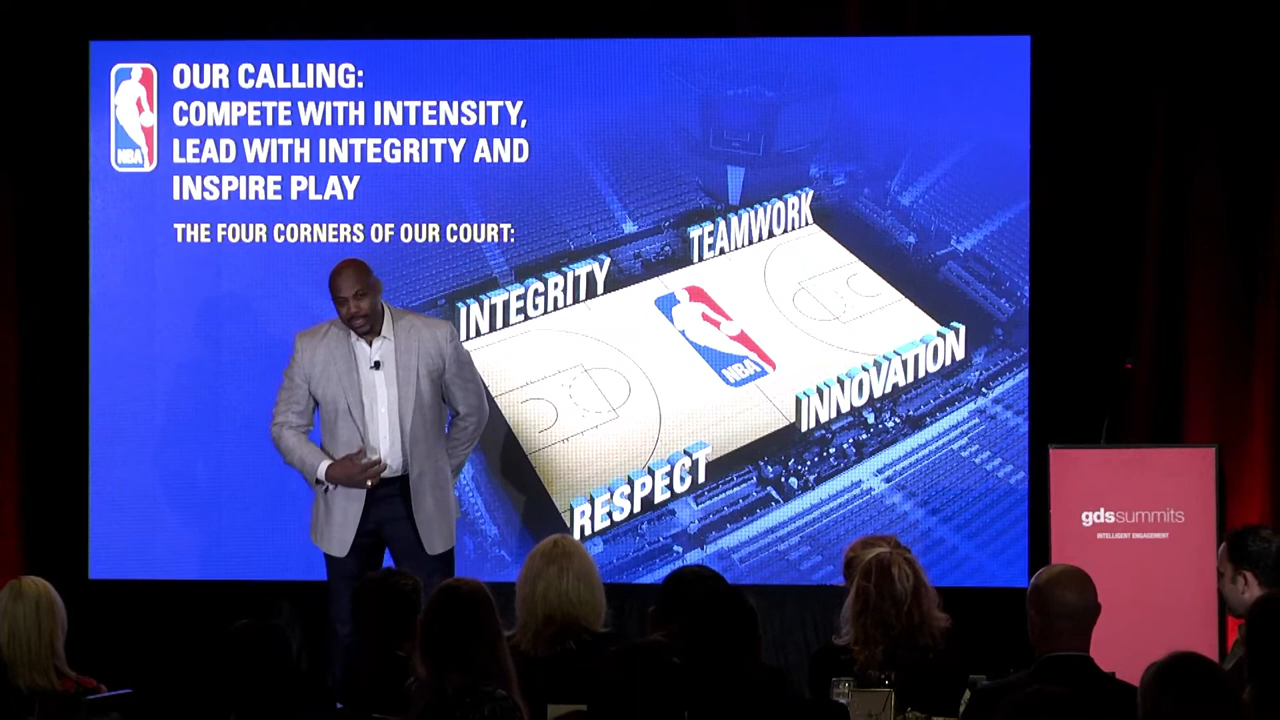 OUR CALLING:
COMPETE WITH INTENSITY,
LEAD WITH INTEGRITY AND
INSPIRE PLAY
THE FOUR CORNERS OF OUR COURT:
NBA
TEAMWORK
INTEGRITY
NBA
INNOVATION
RESPECT
gdssummits
INTELLIGENT ENGAGEMENT